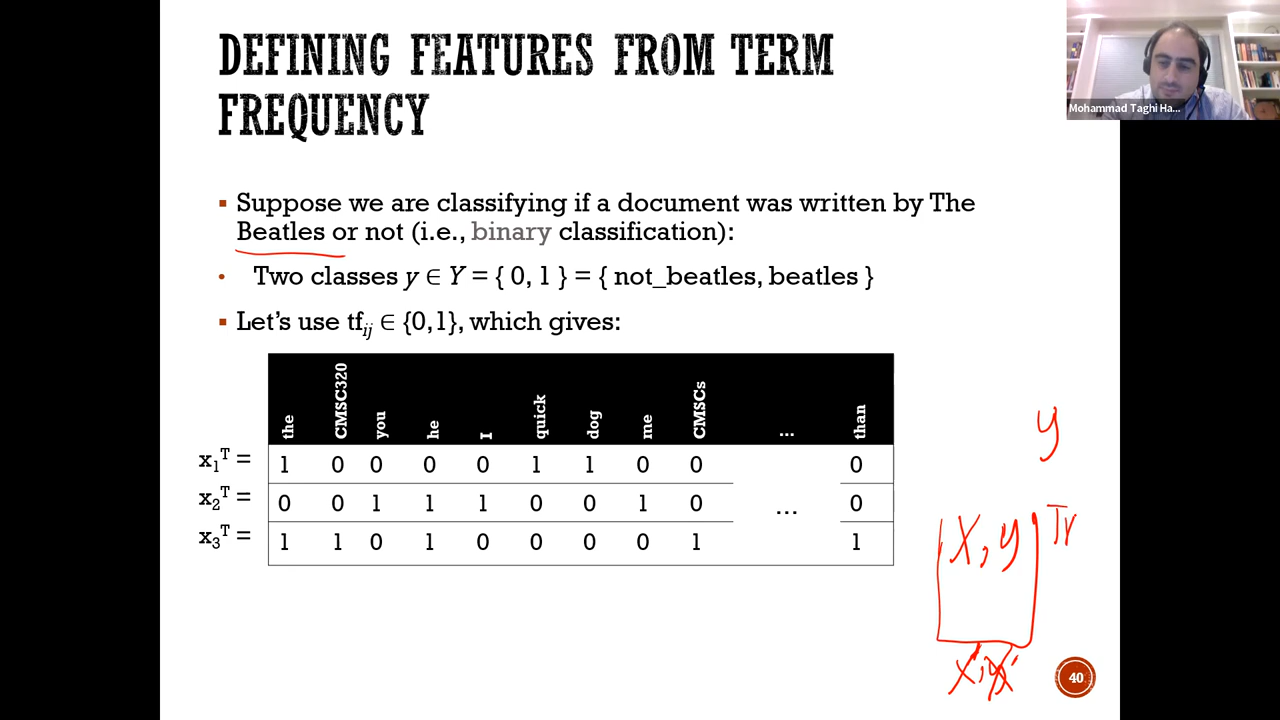 DEFINING FEATURES FROM TERM
FREQUENCY
Mohammad Taghi Ha...
▪ Suppose we are classifying if a document was written by The
Beatles or not (i.e., binary classification):
• Two classes y ∈ Y = { 0, 1 } = { not_beatles, beatles }
▪ Let's use tfij ∈ {0,1}, which gives:
the CMSC320 you he I quick dog me CMSCs ... than
x1T = 1 0 0 0 0 1 1 0 0 0
x2T = 0 0 1 1 1 0 0 1 0 ... 0
x3T = 1 1 0 1 0 0 0 0 1 1
y
X, y Tr
40